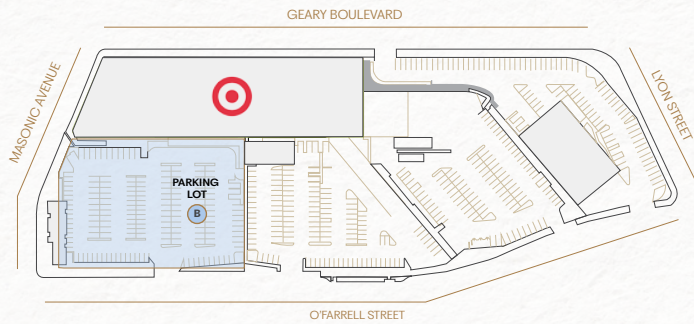 GEARY BOULEVARD
MASONIC AVENUE
LYON STREET
PARKING
LOT
B
O'FARRELL STREET